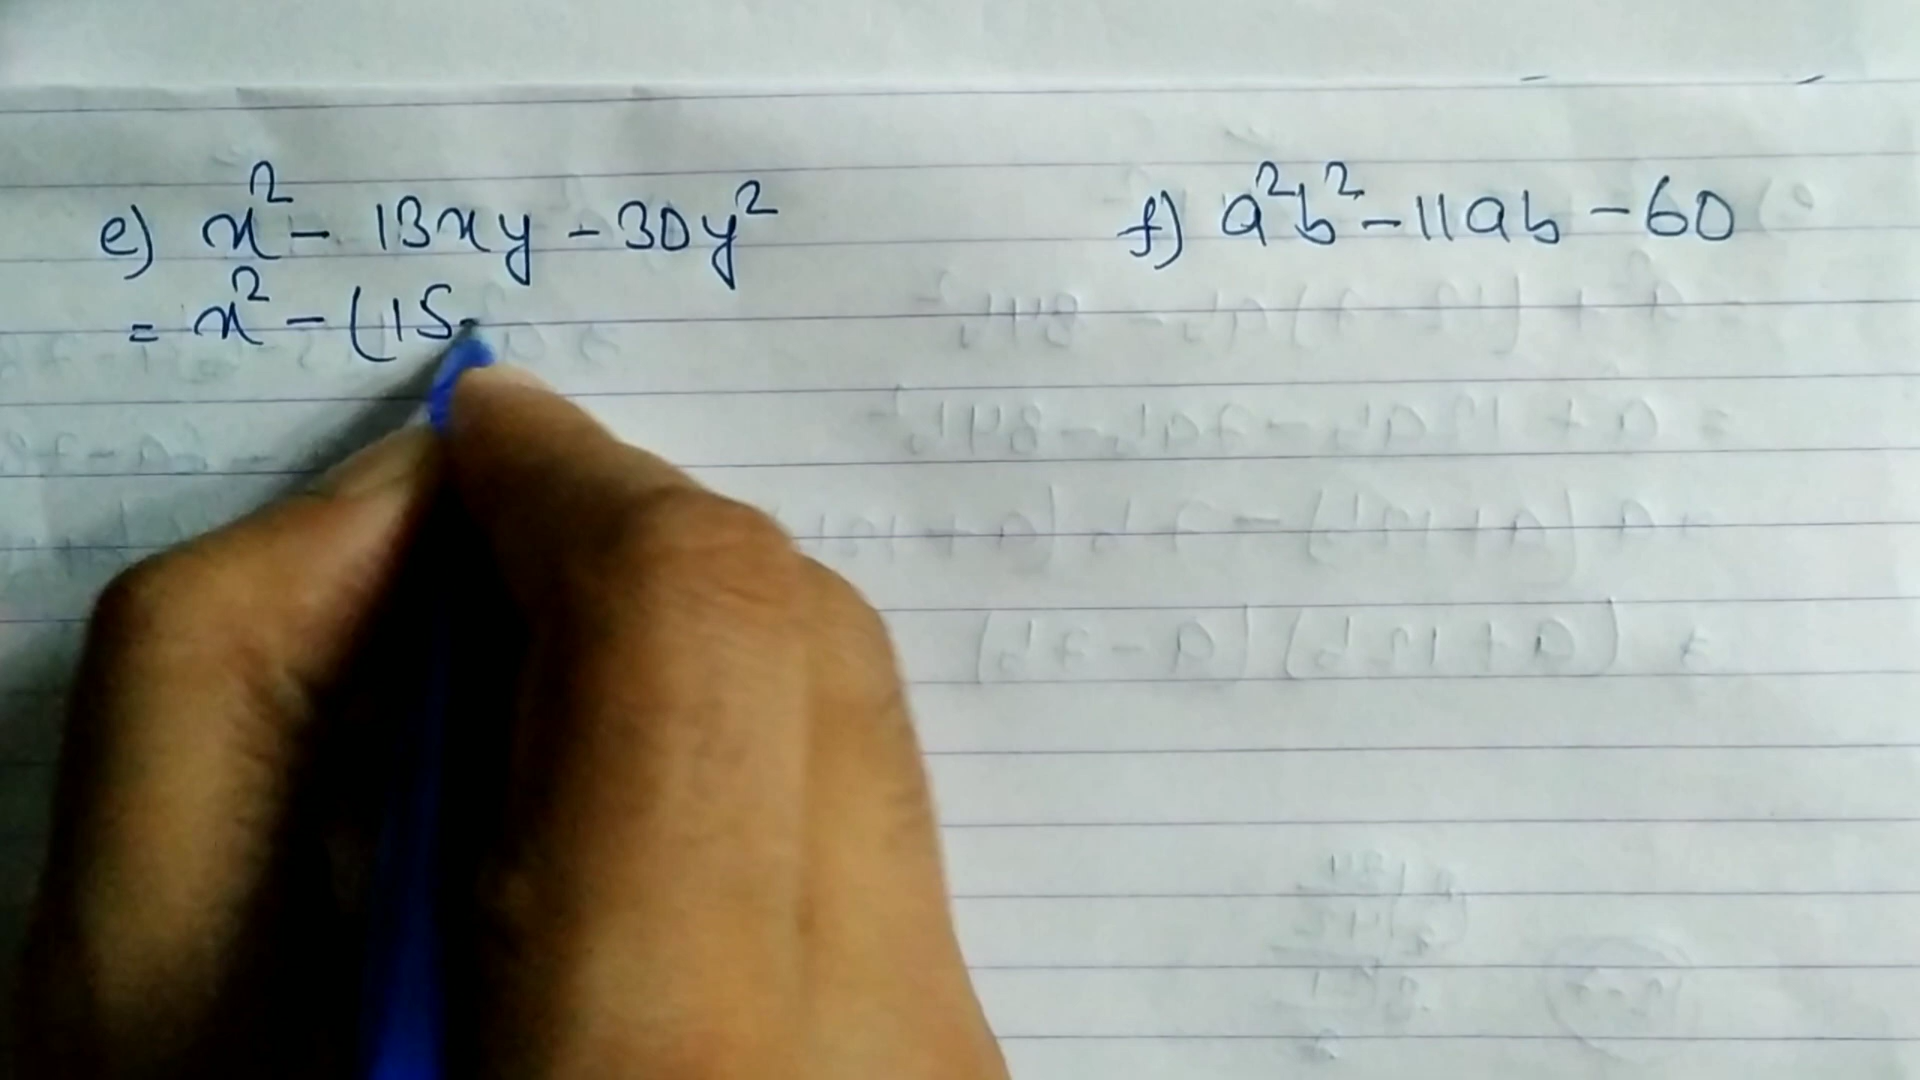 e) x² - 13xy - 30y²
= x² - (15-
f) a²b² - 11ab - 60